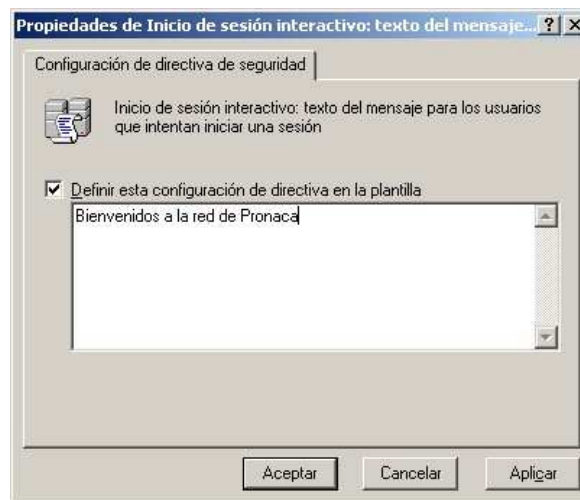 Propiedades de Inicio de sesión interactivo: texto del mensaje...
Configuración de directiva de seguridad
Inicio de sesión interactivo: texto del mensaje para los usuarios
que intentan iniciar una sesión
Definir esta configuración de directiva en la plantilla
Bienvenidos a la red de Pronaca
Aceptar
Cancelar
Aplicar